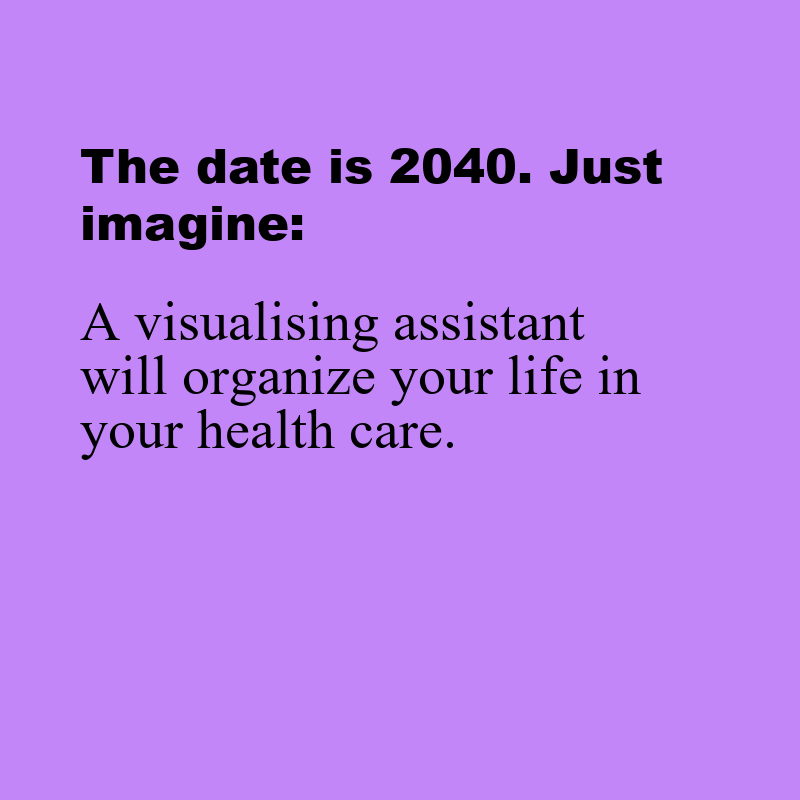 The date is 2040. Just
imagine:
A visualising assistant
will organize your life in
your health care.